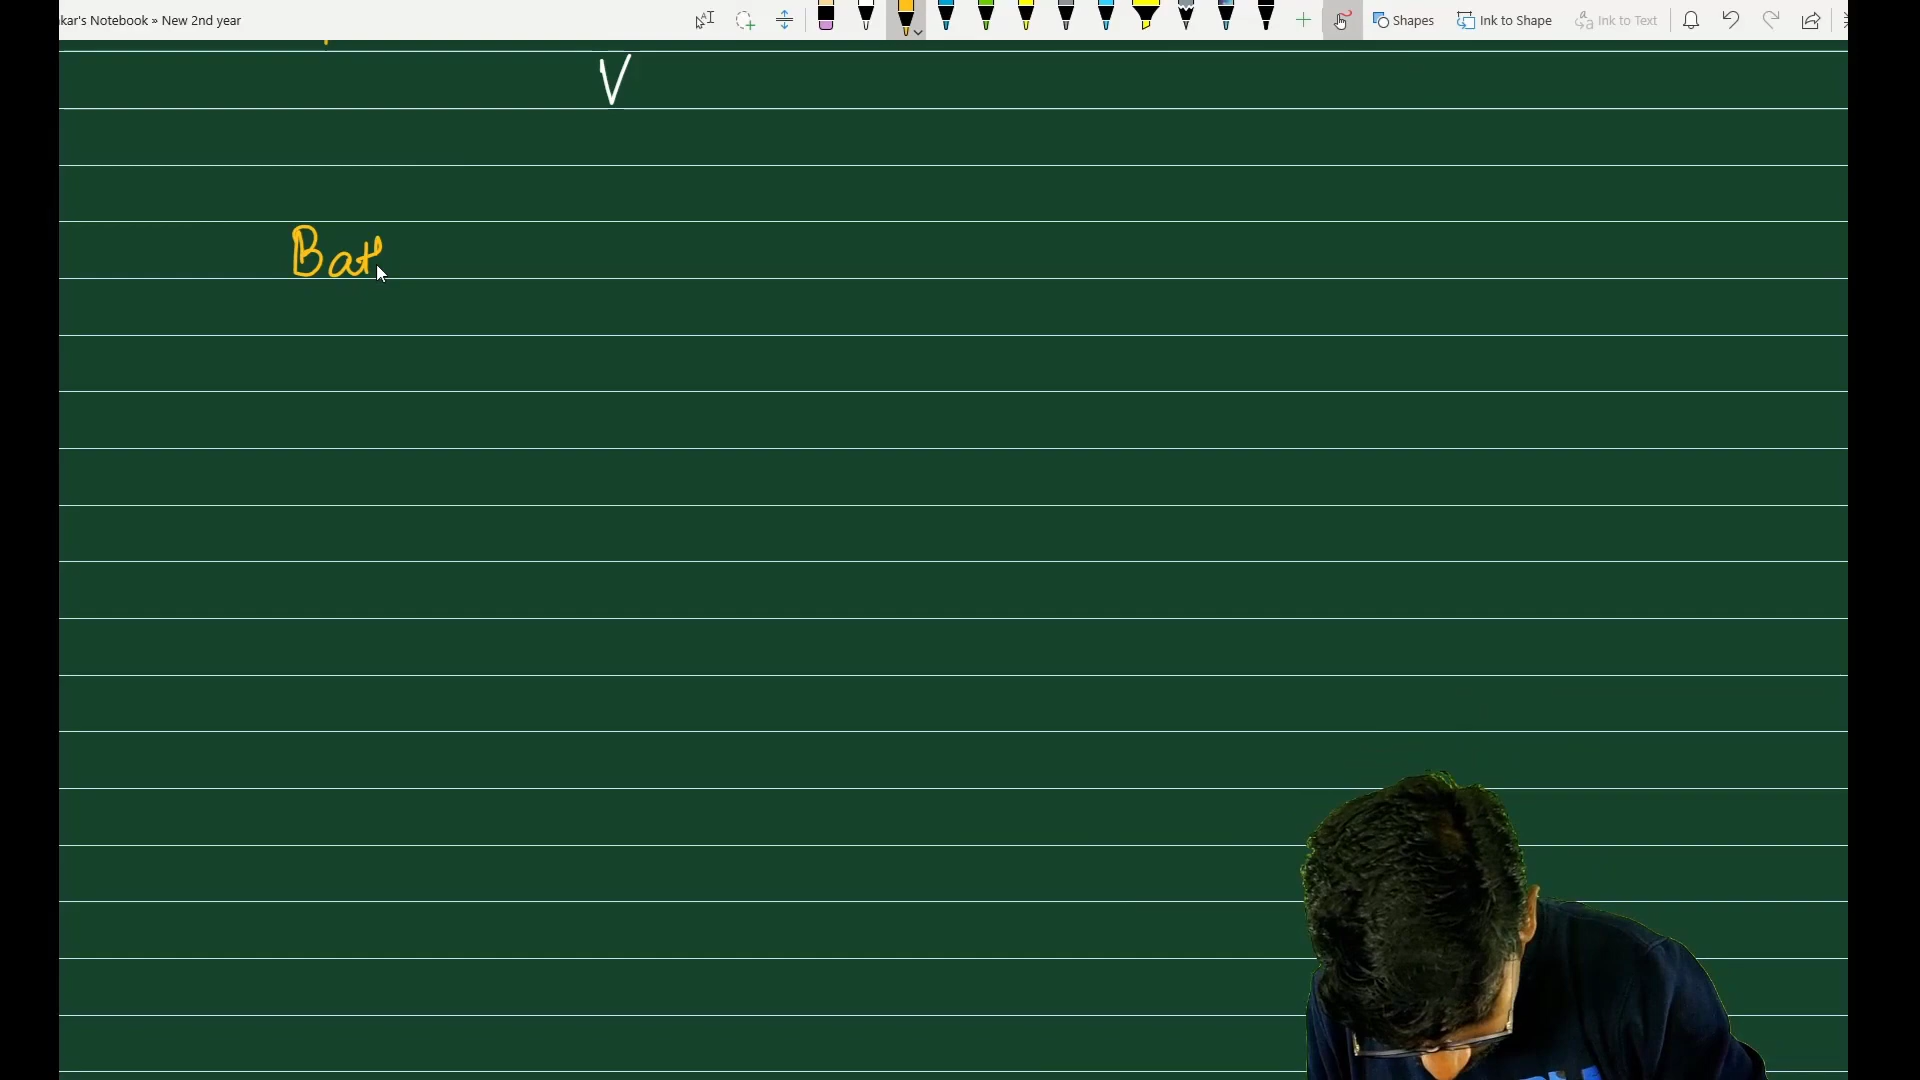 kar's Notebook » New 2nd year
Shapes
Ink to Shape
Ink to Text
V
Bat